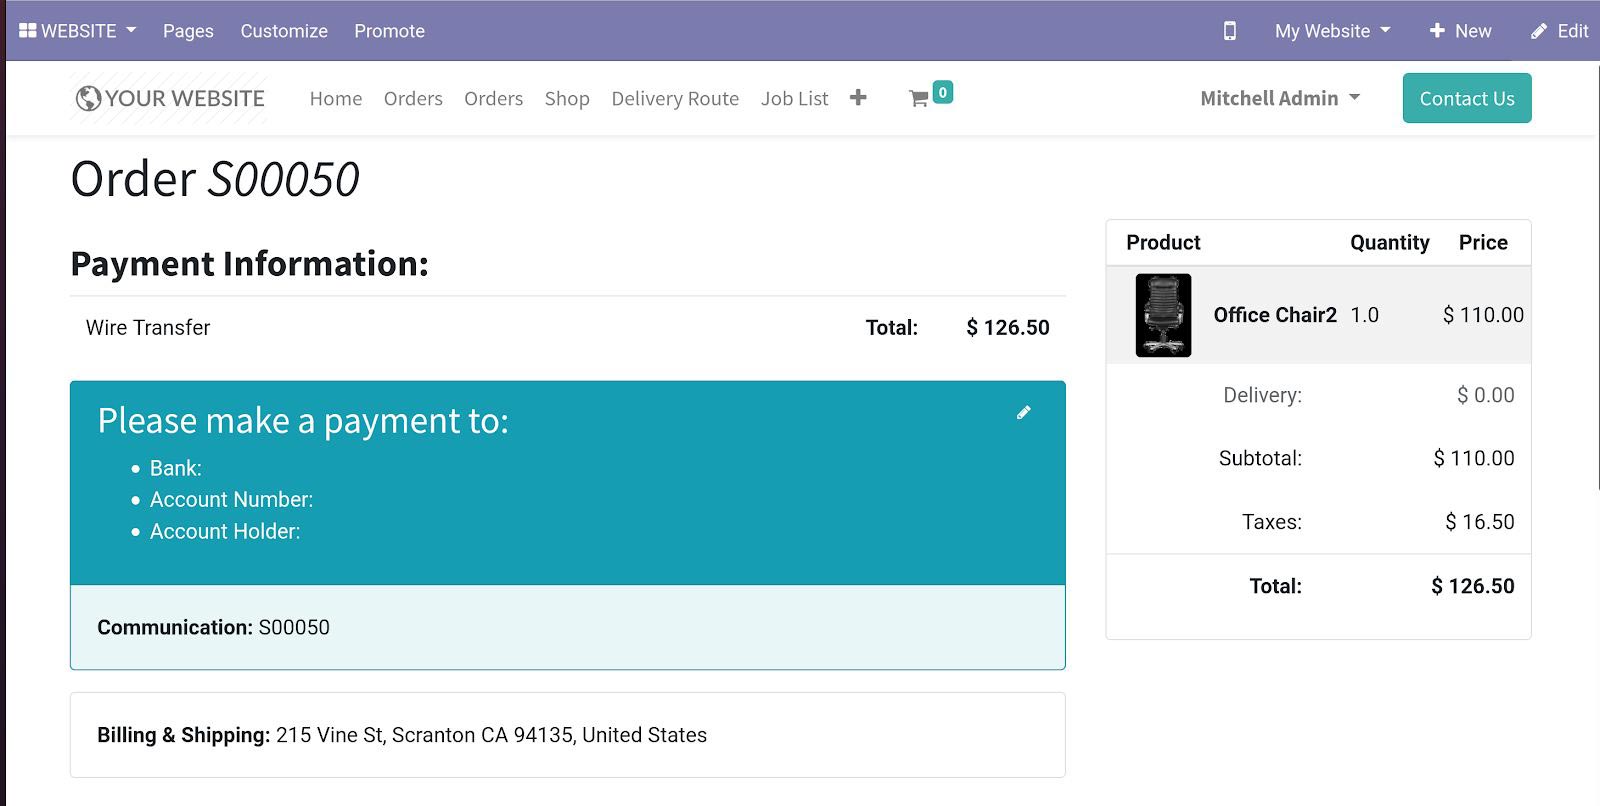 WEBSITE Pages Customize Promote My Website New Edit
YOUR WEBSITE Home Orders Orders Shop Delivery Route Job List 0 Mitchell Admin Contact Us
Order S00050
Payment Information:
Wire Transfer Total: $ 126.50
Please make a payment to:
Bank:
Account Number:
Account Holder:
Communication: S00050
Billing & Shipping: 215 Vine St, Scranton CA 94135, United States
Product Quantity Price
Office Chair2 1.0 $ 110.00
Delivery: $ 0.00
Subtotal: $ 110.00
Taxes: $ 16.50
Total: $ 126.50